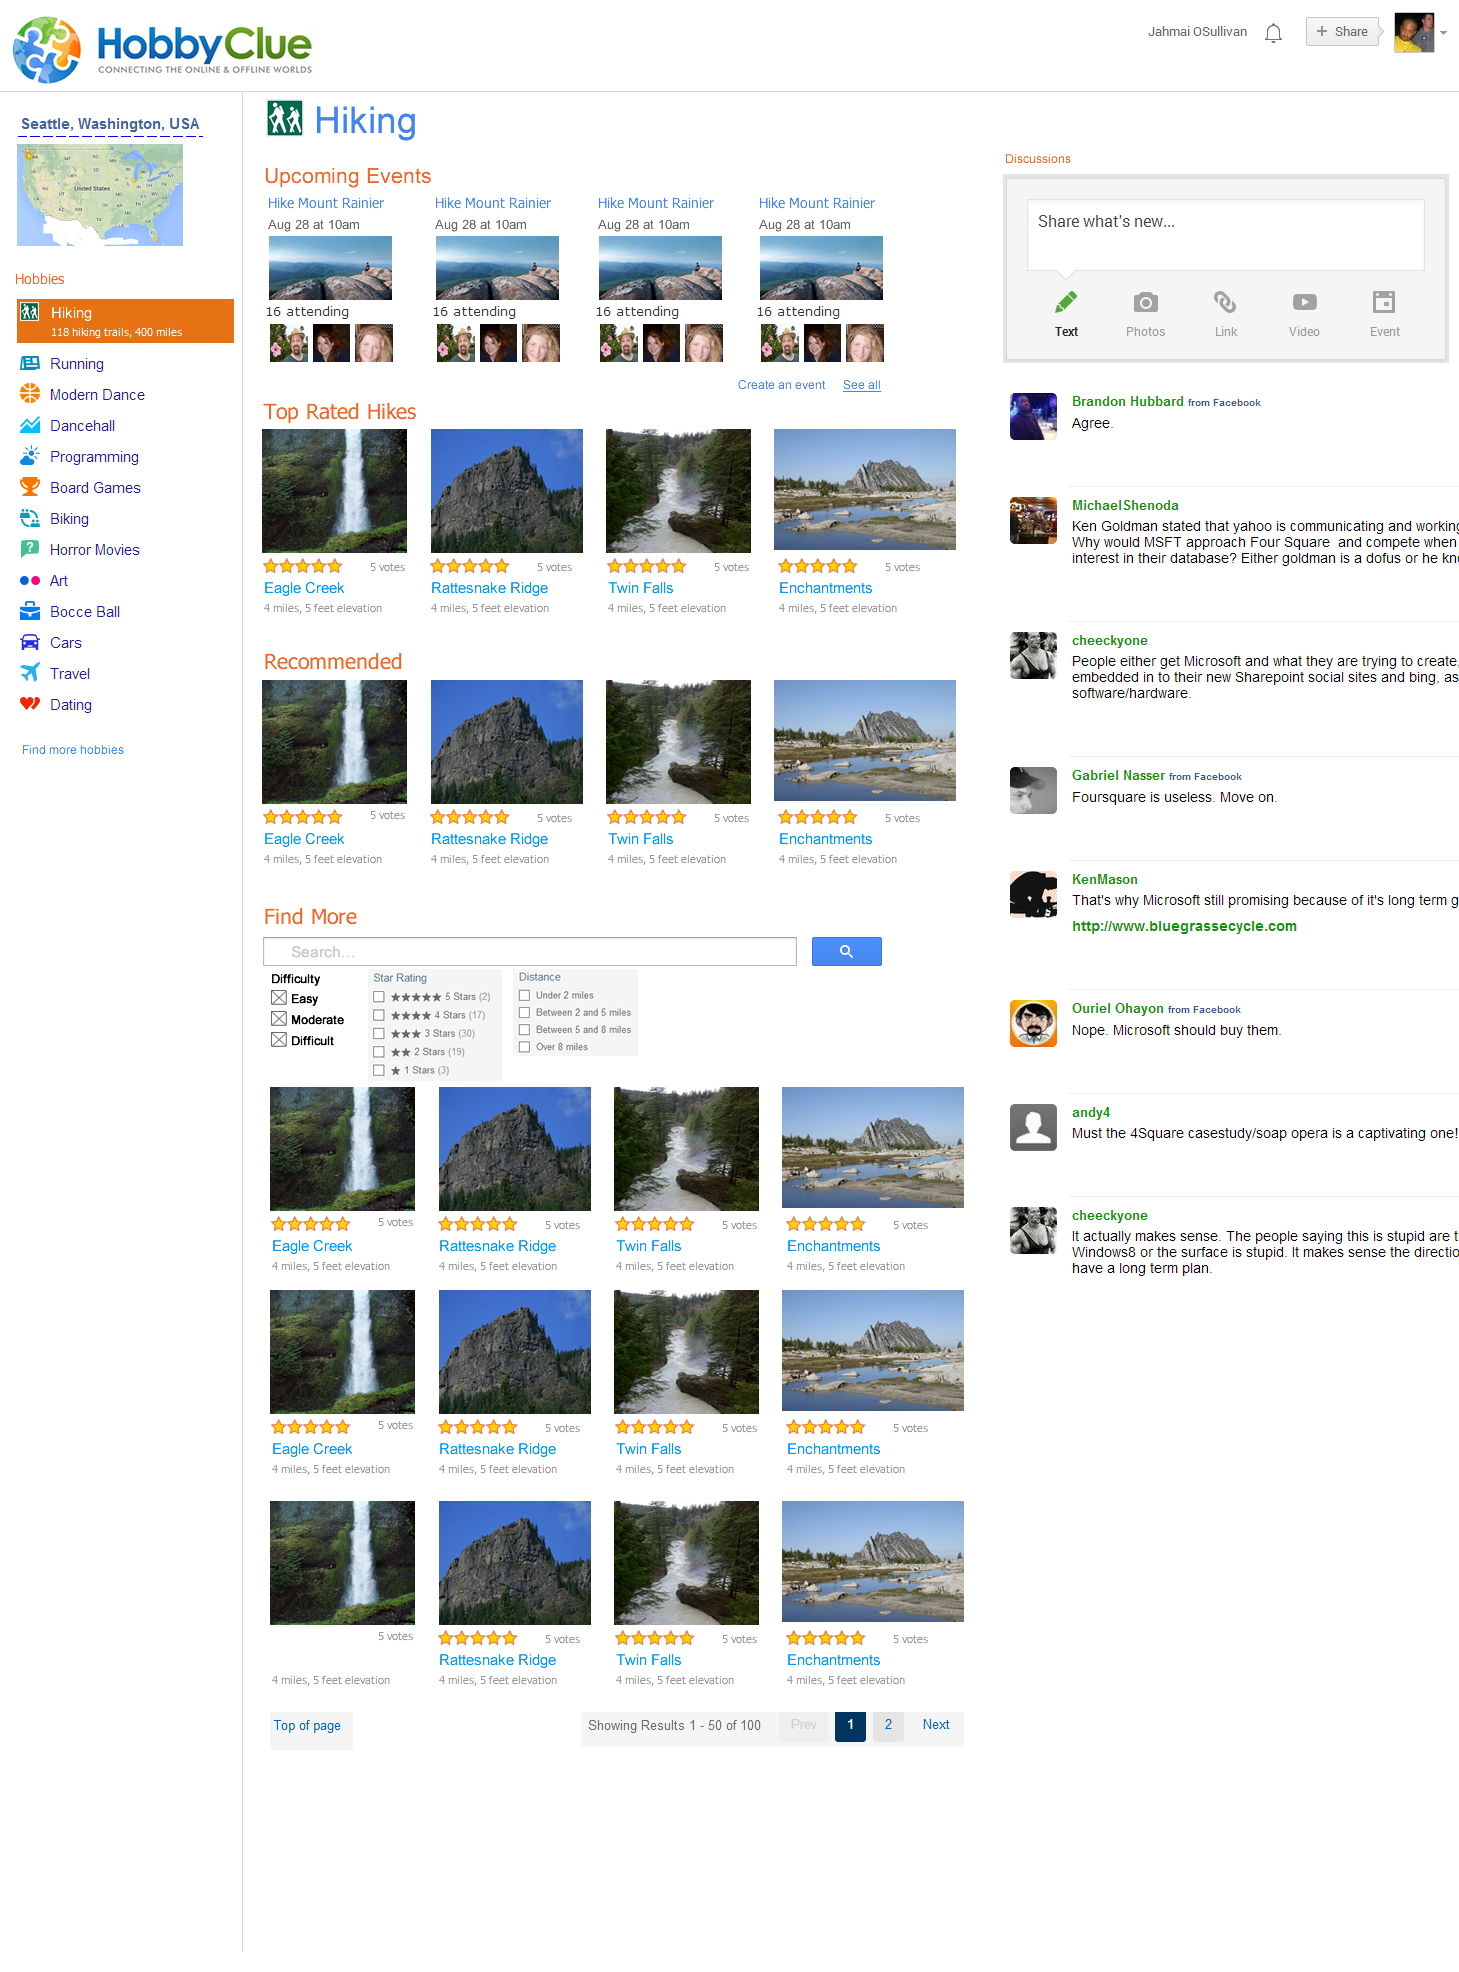 HobbyClue
CONNECTING THE ONLINE & OFFLINE WORLDS
Jahmai OSullivan
+ Share
Seattle, Washington, USA
United States
Hobbies
Hiking
118 hiking trails, 400 miles
Running
Modern Dance
Dancehall
Programming
Board Games
Biking
Horror Movies
Art
Bocce Ball
Cars
Travel
Dating
Find more hobbies
Hiking
Upcoming Events
Hike Mount Rainier Hike Mount Rainier Hike Mount Rainier Hike Mount Rainier
Aug 28 at 10am Aug 28 at 10am Aug 28 at 10am Aug 28 at 10am
16 attending 16 attending 16 attending 16 attending
Create an event See all
Top Rated Hikes
5 votes 5 votes 5 votes 5 votes
Eagle Creek Rattesnake Ridge Twin Falls Enchantments
4 miles, 5 feet elevation 4 miles, 5 feet elevation 4 miles, 5 feet elevation 4 miles, 5 feet elevation
Recommended
5 votes 5 votes 5 votes 5 votes
Eagle Creek Rattesnake Ridge Twin Falls Enchantments
4 miles, 5 feet elevation 4 miles, 5 feet elevation 4 miles, 5 feet elevation 4 miles, 5 feet elevation
Find More
Search...
Difficulty
Easy
Moderate
Difficult
Star Rating
5 Stars (2)
4 Stars (17)
3 Stars (30)
2 Stars (19)
1 Stars (3)
Distance
Under 2 miles
Between 2 and 5 miles
Between 5 and 8 miles
Over 8 miles
5 votes 5 votes 5 votes 5 votes
Eagle Creek Rattesnake Ridge Twin Falls Enchantments
4 miles, 5 feet elevation 4 miles, 5 feet elevation 4 miles, 5 feet elevation 4 miles, 5 feet elevation
5 votes 5 votes 5 votes 5 votes
Eagle Creek Rattesnake Ridge Twin Falls Enchantments
4 miles, 5 feet elevation 4 miles, 5 feet elevation 4 miles, 5 feet elevation 4 miles, 5 feet elevation
5 votes 5 votes 5 votes 5 votes
Rattesnake Ridge Twin Falls Enchantments
4 miles, 5 feet elevation 4 miles, 5 feet elevation 4 miles, 5 feet elevation 4 miles, 5 feet elevation
Top of page
Showing Results 1 - 50 of 100 Prev 1 2 Next
Discussions
Share what's new...
Text Photos Link Video Event
Brandon Hubbard from Facebook
Agree.
MichaelShenoda
Ken Goldman stated that yahoo is communicating and working
Why would MSFT approach Four Square and compete when
interest in their database? Either goldman is a dofus or he kn
cheeckyone
People either get Microsoft and what they are trying to create,
embedded in to their new Sharepoint social sites and bing, as
software/hardware.
Gabriel Nasser from Facebook
Foursquare is useless. Move on.
KenMason
That's why Microsoft still promising because of it's long term g
http://www.bluegrassecycle.com
Ouriel Ohayon from Facebook
Nope. Microsoft should buy them.
andy4
Must the 4Square casestudy/soap opera is a captivating one!
cheeckyone
It actually makes sense. The people saying this is stupid are t
Windows8 or the surface is stupid. It makes sense the directio
have a long term plan.